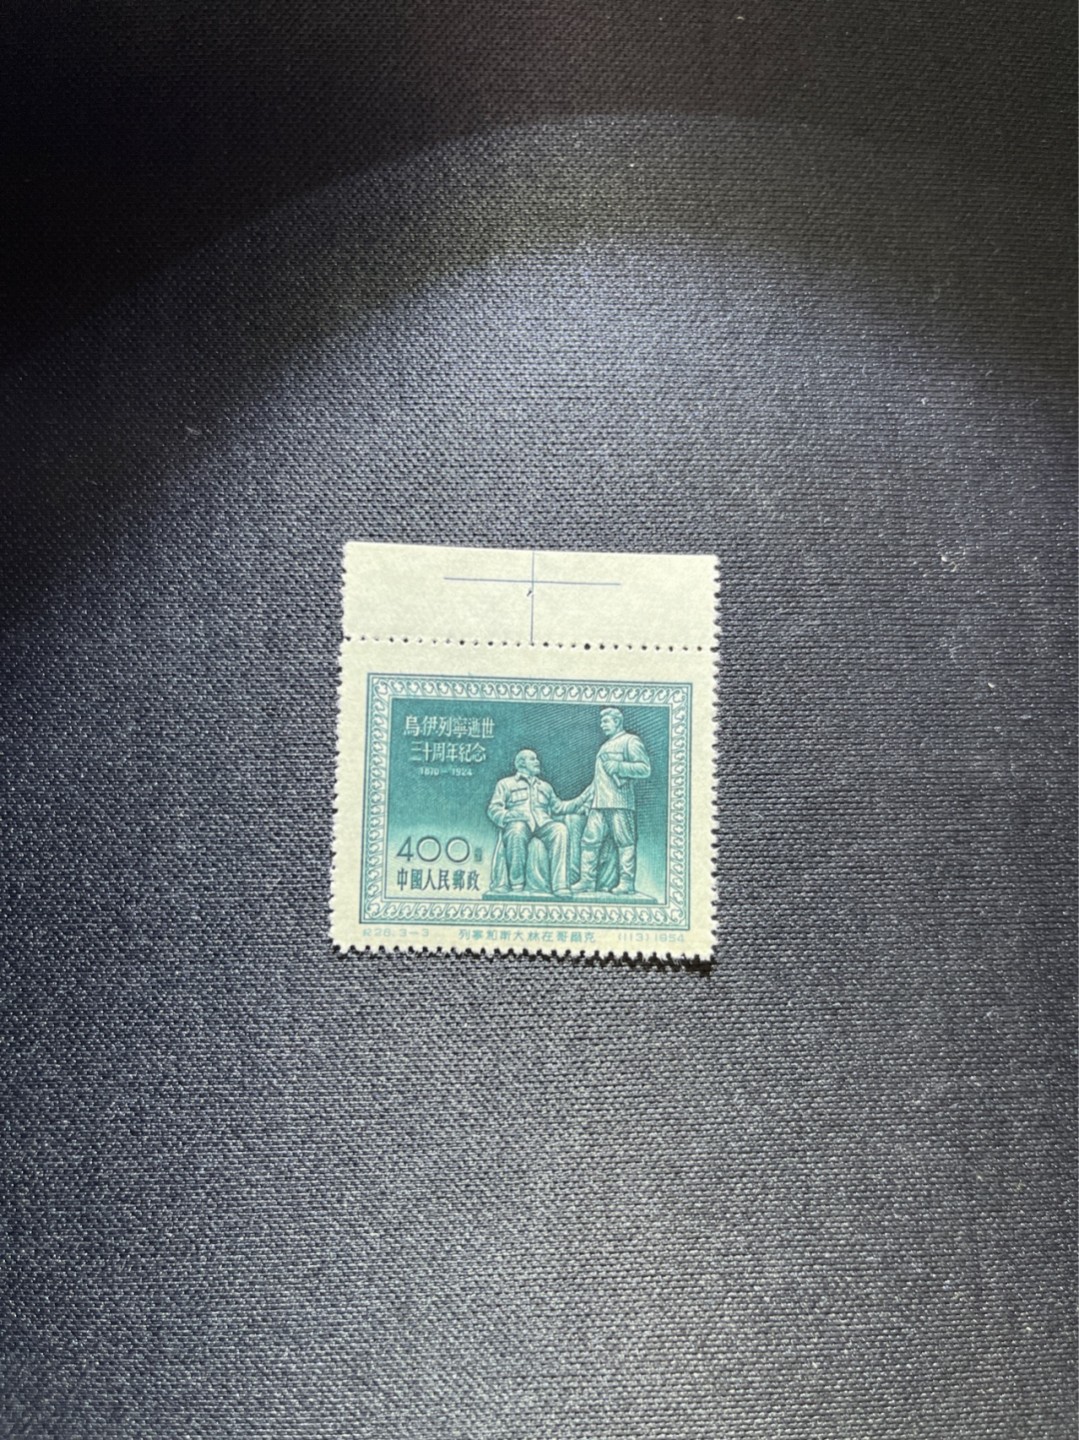 烏·伊·列寧逝世
三十周年紀念
1870-1924
400圓
中國人民郵政
紀28.3-3 列寧和斯大林在哥爾克 (113)1954